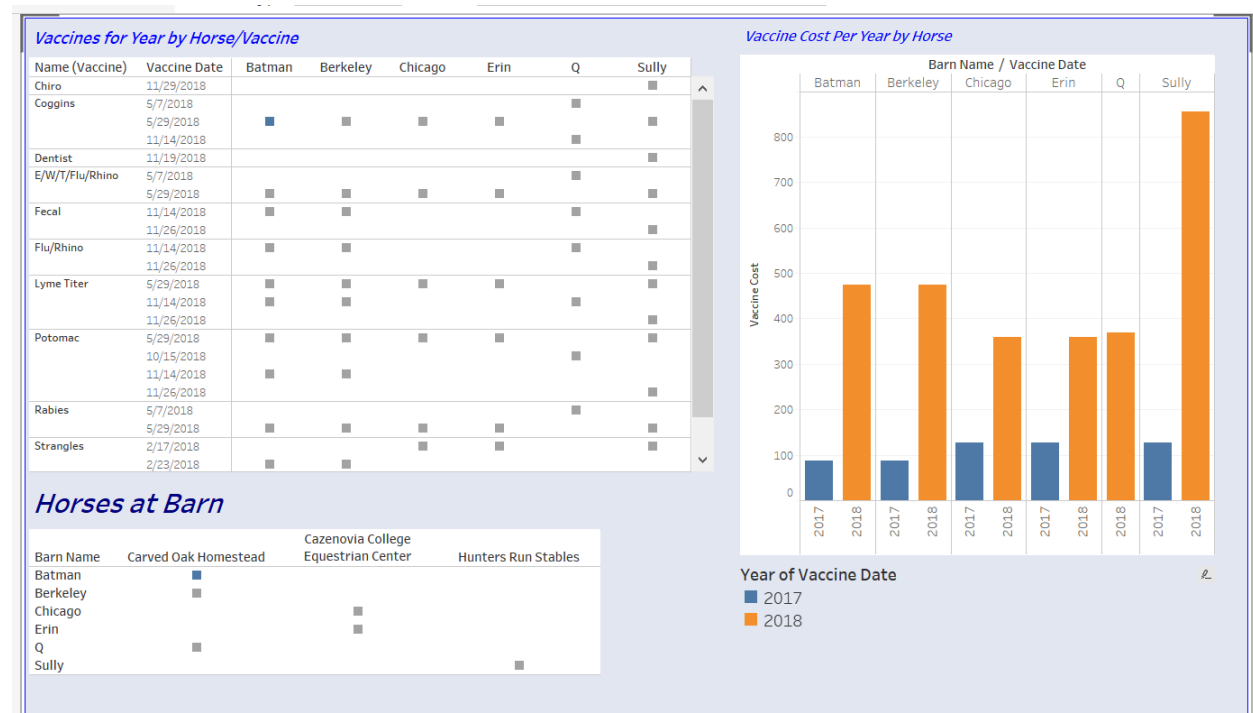 Vaccines for Year by Horse/Vaccine
Name (Vaccine) Vaccine Date Batman Berkeley Chicago Erin Q Sully
Chiro 11/29/2018
Coggins 5/7/2018
5/29/2018
11/14/2018
Dentist 11/19/2018
E/W/T/Flu/Rhino 5/7/2018
5/29/2018
Fecal 11/14/2018
11/26/2018
Flu/Rhino 11/14/2018
11/26/2018
Lyme Titer 5/29/2018
11/14/2018
11/26/2018
Potomac 5/29/2018
10/15/2018
11/14/2018
11/26/2018
Rabies 5/7/2018
5/29/2018
Strangles 2/17/2018
2/23/2018
Horses at Barn
Barn Name Carved Oak Homestead Cazenovia College Equestrian Center Hunters Run Stables
Batman
Berkeley
Chicago
Erin
Q
Sully
Vaccine Cost Per Year by Horse
Barn Name / Vaccine Date
Batman Berkeley Chicago Erin Q Sully
Vaccine Cost
800
700
600
500
400
300
200
100
0
2017 2018 2017 2018 2017 2018 2017 2018 2018 2017 2018
Year of Vaccine Date
2017
2018